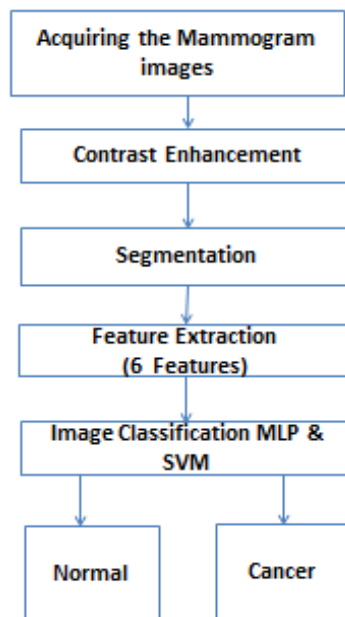 Acquiring the Mammogram
images
Contrast Enhancement
Segmentation
Feature Extraction
(6 Features)
Image Classification MLP &
SVM
Normal
Cancer